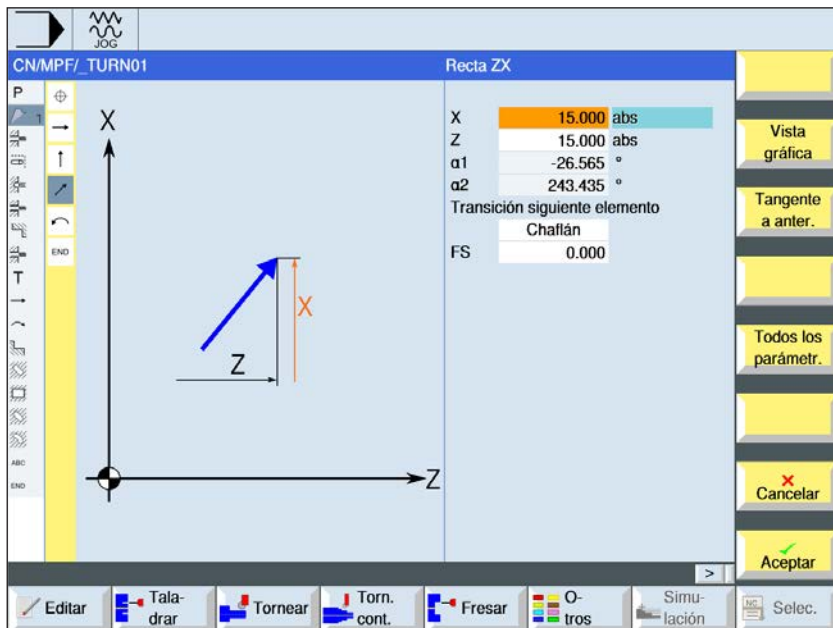 JOG
CN/MPF/_TURN01
Recta ZX
P
1
T
ABC
END
END
X
Z
X
Z
X 15.000 abs
Z 15.000 abs
α1 -26.565 °
α2 243.435 °
Transición siguiente elemento
Chaflán
FS 0.000
Vista
gráfica
Tangente
a anter.
Todos los
parámetr.
Cancelar
Aceptar
>
Editar
Tala-
drar
Tornear
Torn.
cont.
Fresar
O-
tros
Simu-
lación
NC
Selec.